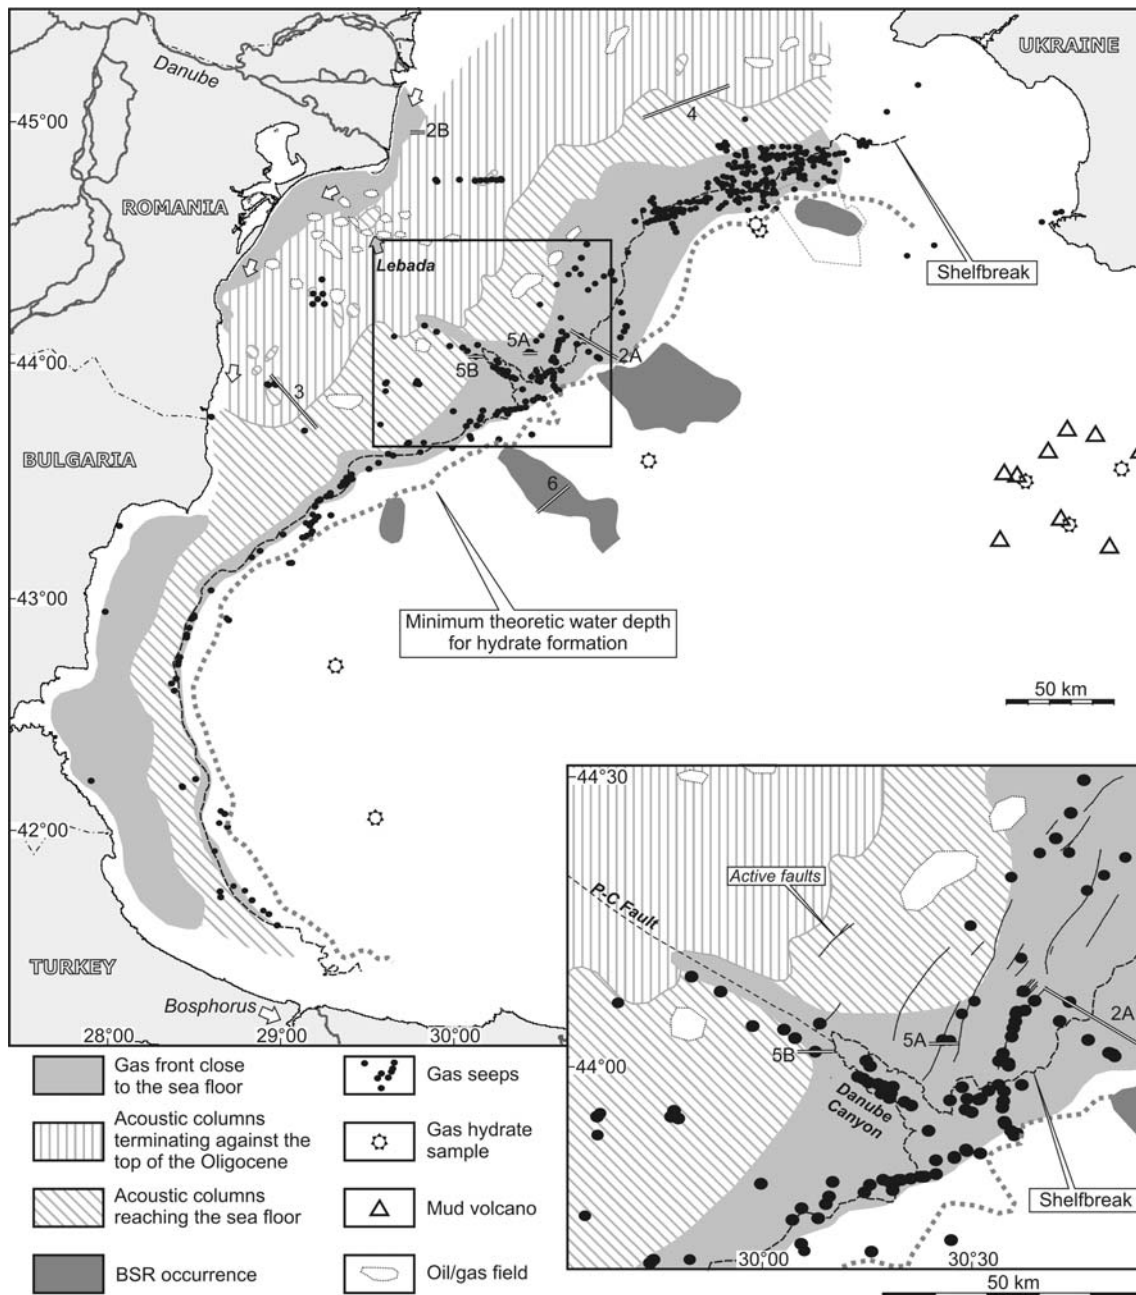 UKRAINE
Danube
45°00
2B
4
ROMANIA
Lebada
Shelfbreak
44°00
5A
5B
2A
3
BULGARIA
6
43°00
Minimum theoretic water depth
for hydrate formation
50 km
42°00
TURKEY
Bosphorus
28°00
29°00
30°00
44°30
Active faults
P-C Fault
2A
5A
5B
44°00
Danube
Canyon
Shelfbreak
30°00
30°30
50 km
Gas front close
to the sea floor
Gas seeps
Acoustic columns
terminating against the
top of the Oligocene
Gas hydrate
sample
Acoustic columns
reaching the sea floor
Mud volcano
BSR occurrence
Oil/gas field